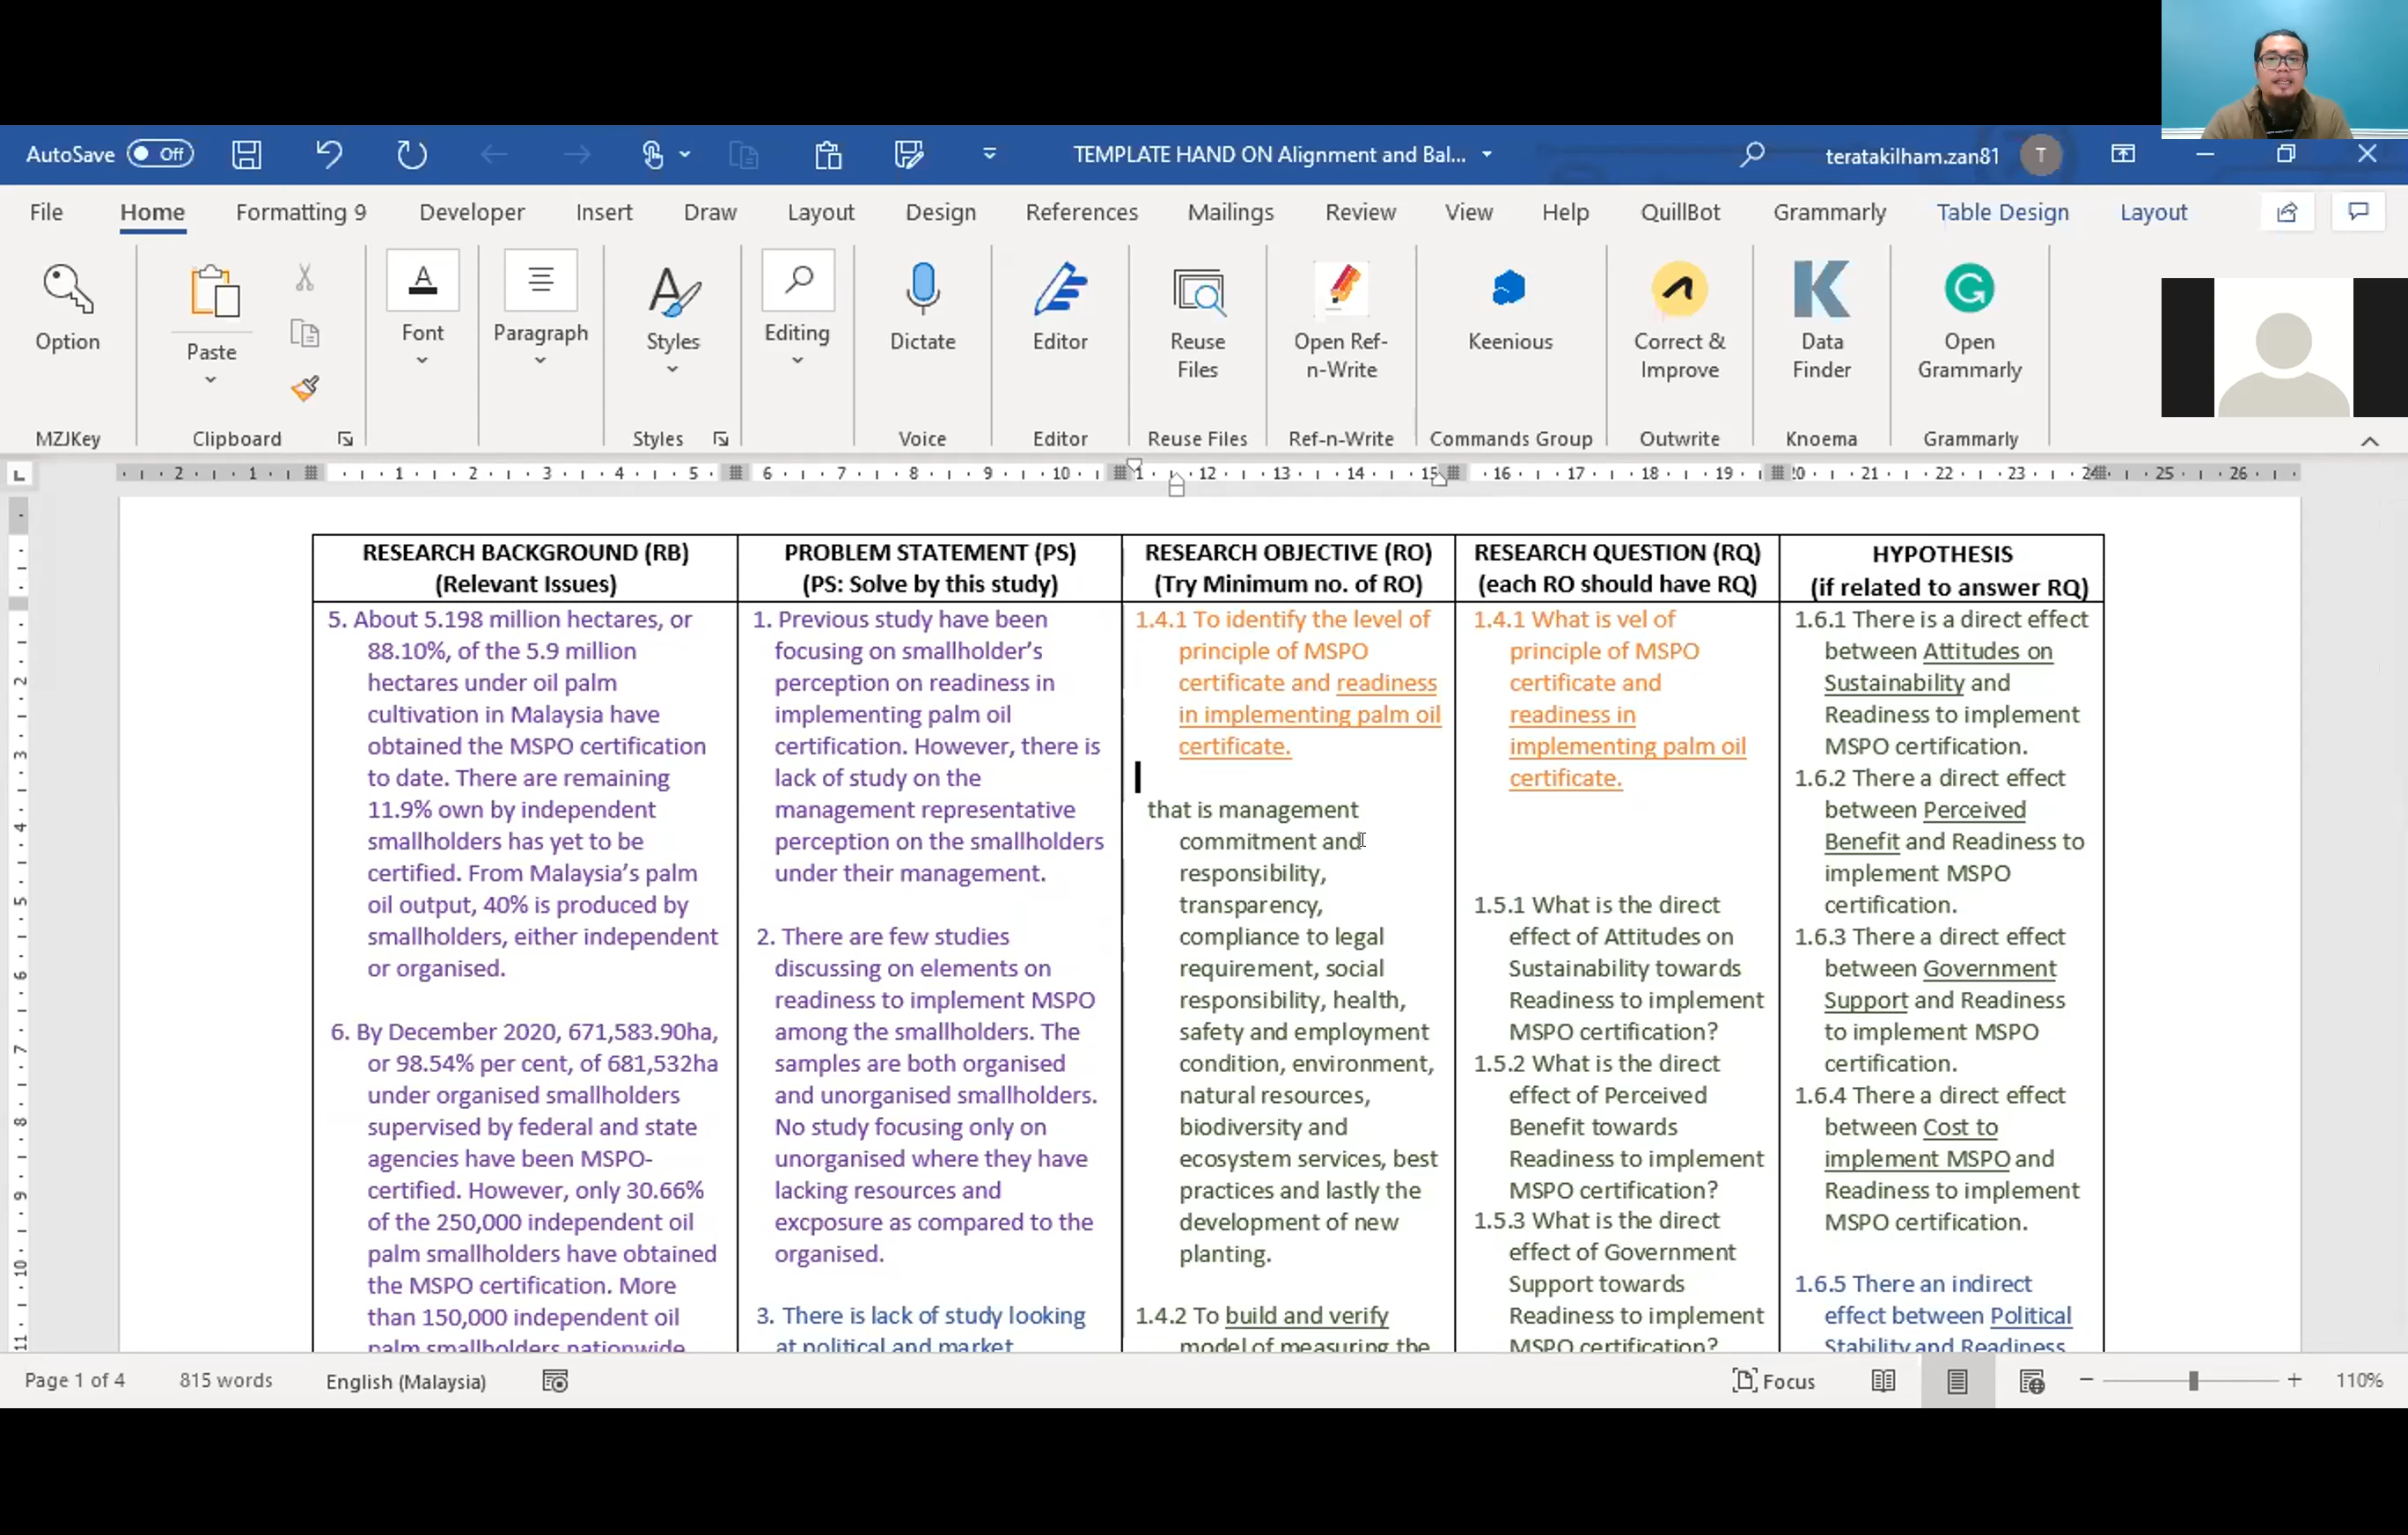 AutoSave Off TEMPLATE HAND ON Alignment and Bal... teratakilham.zan81 T
File Home Formatting 9 Developer Insert Draw Layout Design References Mailings Review View Help QuillBot Grammarly Table Design Layout
Option
Paste
Font
Paragraph
Styles
Editing
Dictate
Editor
Reuse
Files
Open Ref-
n-Write
Keenious
Correct &
Improve
Data
Finder
Open
Grammarly
MZJKey Clipboard Styles Voice Editor Reuse Files Ref-n-Write Commands Group Outwrite Knoema Grammarly
RESEARCH BACKGROUND (RB)
(Relevant Issues)
5. About 5.198 million hectares, or
88.10%, of the 5.9 million
hectares under oil palm
cultivation in Malaysia have
obtained the MSPO certification
to date. There are remaining
11.9% own by independent
smallholders has yet to be
certified. From Malaysia’s palm
oil output, 40% is produced by
smallholders, either independent
or organised.
6. By December 2020, 671,583.90ha,
or 98.54% per cent, of 681,532ha
under organised smallholders
supervised by federal and state
agencies have been MSPO-
certified. However, only 30.66%
of the 250,000 independent oil
palm smallholders have obtained
the MSPO certification. More
than 150,000 independent oil
palm smallholders nationwide
PROBLEM STATEMENT (PS)
(PS: Solve by this study)
1. Previous study have been
focusing on smallholder’s
perception on readiness in
implementing palm oil
certification. However, there is
lack of study on the
management representative
perception on the smallholders
under their management.
2. There are few studies
discussing on elements on
readiness to implement MSPO
among the smallholders. The
samples are both organised
and unorganised smallholders.
No study focusing only on
unorganised where they have
lacking resources and
excposure as compared to the
organised.
3. There is lack of study looking
at political and market
RESEARCH OBJECTIVE (RO)
(Try Minimum no. of RO)
1.4.1 To identify the level of
principle of MSPO
certificate and readiness
in implementing palm oil
certificate.
that is management
commitment and
responsibility,
transparency,
compliance to legal
requirement, social
responsibility, health,
safety and employment
condition, environment,
natural resources,
biodiversity and
ecosystem services, best
practices and lastly the
development of new
planting.
1.4.2 To build and verify
model of measuring the
RESEARCH QUESTION (RQ)
(each RO should have RQ)
1.4.1 What is vel of
principle of MSPO
certificate and
readiness in
implementing palm oil
certificate.
1.5.1 What is the direct
effect of Attitudes on
Sustainability towards
Readiness to implement
MSPO certification?
1.5.2 What is the direct
effect of Perceived
Benefit towards
Readiness to implement
MSPO certification?
1.5.3 What is the direct
effect of Government
Support towards
Readiness to implement
MSPO certification?
HYPOTHESIS
(if related to answer RQ)
1.6.1 There is a direct effect
between Attitudes on
Sustainability and
Readiness to implement
MSPO certification.
1.6.2 There a direct effect
between Perceived
Benefit and Readiness to
implement MSPO
certification.
1.6.3 There a direct effect
between Government
Support and Readiness
to implement MSPO
certification.
1.6.4 There a direct effect
between Cost to
implement MSPO and
Readiness to implement
MSPO certification.
1.6.5 There an indirect
effect between Political
Stability and Readiness
Page 1 of 4 815 words English (Malaysia) Focus 110%